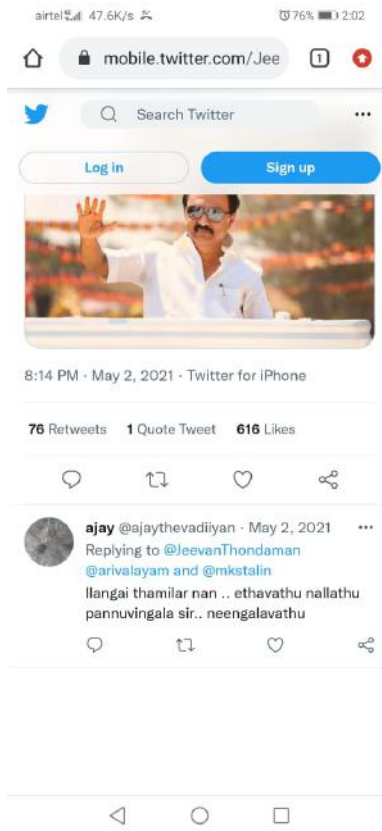 airtel 47.6K/s 76% 2:02
mobile.twitter.com/Jee 1
Search Twitter
Log in Sign up
8:14 PM · May 2, 2021 · Twitter for iPhone
76 Retweets 1 Quote Tweet 616 Likes
ajay @ajaythevadiiyan · May 2, 2021
Replying to @JeevanThondaman
@arivalayam and @mkstalin
Ilangai thamilar nan .. ethavathu nallathu
pannuvingala sir.. neengalavathu